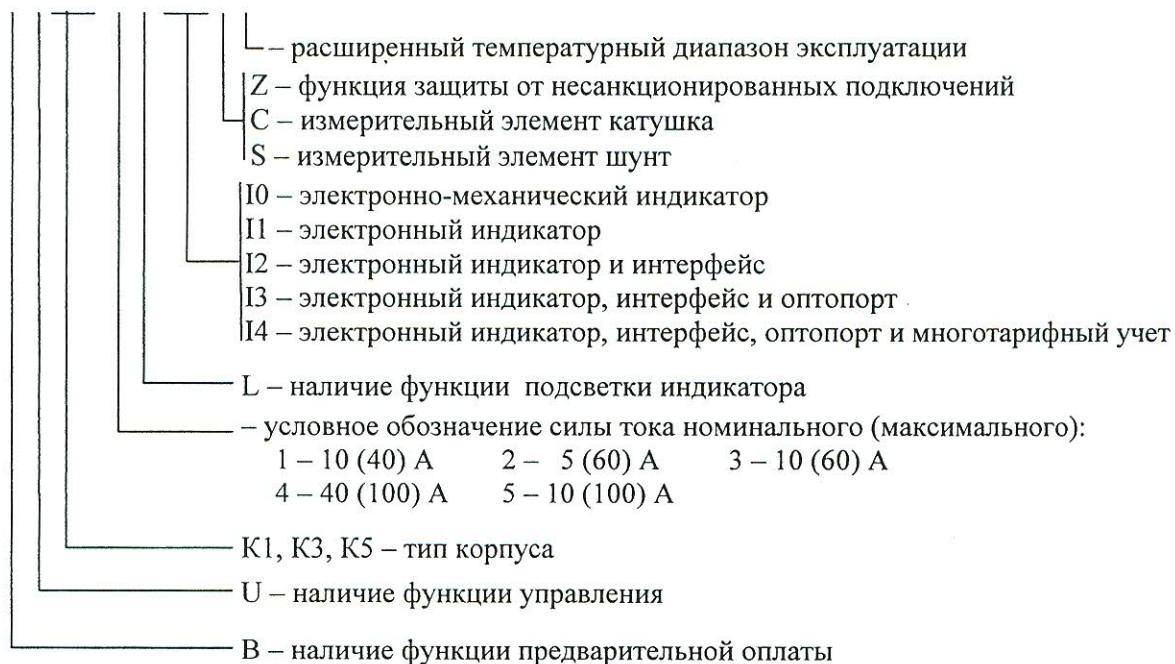 – расширенный температурный диапазон эксплуатации
Z – функция защиты от несанкционированных подключений
C – измерительный элемент катушка
S – измерительный элемент шунт
I0 – электронно-механический индикатор
I1 – электронный индикатор
I2 – электронный индикатор и интерфейс
I3 – электронный индикатор, интерфейс и оптопорт
I4 – электронный индикатор, интерфейс, оптопорт и многотарифный учет
L – наличие функции подсветки индикатора
– условное обозначение силы тока номинального (максимального):
1 – 10 (40) А 2 – 5 (60) А 3 – 10 (60) А
4 – 40 (100) А 5 – 10 (100) А
К1, К3, К5 – тип корпуса
U – наличие функции управления
В – наличие функции предварительной оплаты